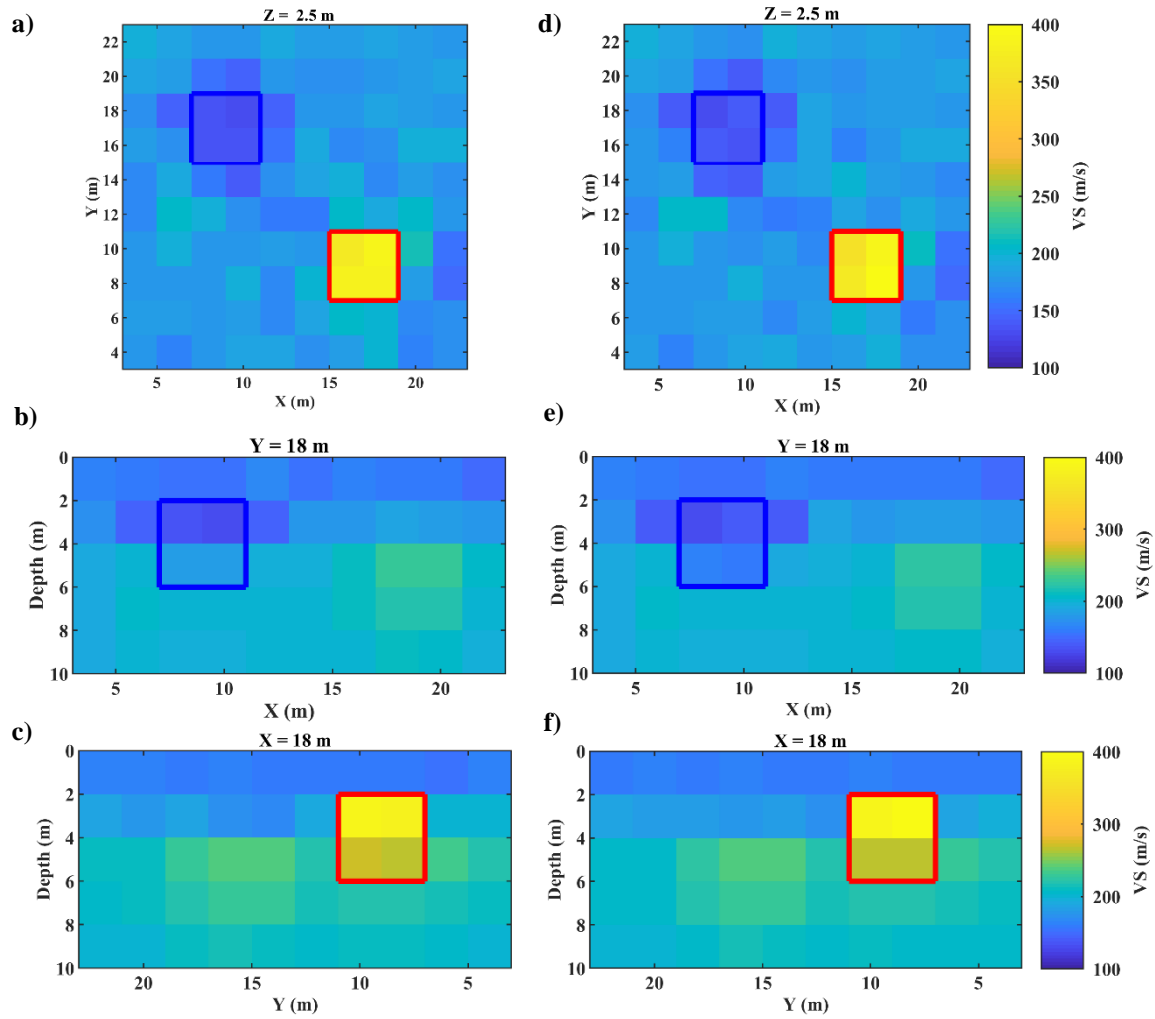 a)
Z = 2.5 m
22
20
18
16
14
12
10
8
6
4
Y (m)
5 10 15 20
X (m)
d)
Z = 2.5 m
22
20
18
16
14
12
10
8
6
4
Y (m)
5 10 15 20
X (m)
400
350
300
250
200
150
100
VS (m/s)
b)
Y = 18 m
0
2
4
6
8
10
Depth (m)
5 10 15 20
X (m)
e)
Y = 18 m
0
2
4
6
8
10
Depth (m)
5 10 15 20
X (m)
400
300
200
100
VS (m/s)
c)
X = 18 m
0
2
4
6
8
10
Depth (m)
20 15 10 5
Y (m)
f)
X = 18 m
0
2
4
6
8
10
Depth (m)
20 15 10 5
Y (m)
400
300
200
100
VS (m/s)